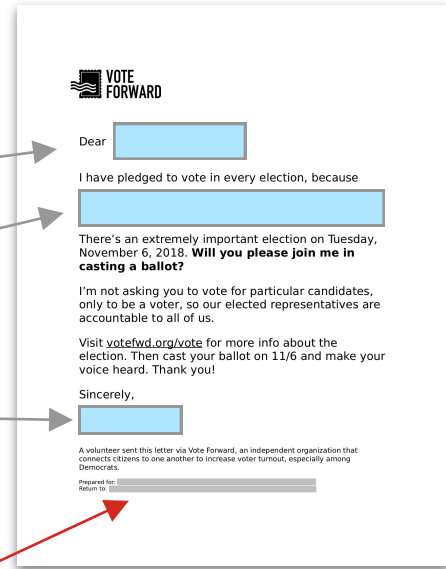 VOTE
FORWARD
Dear
I have pledged to vote in every election, because
There’s an extremely important election on Tuesday,
November 6, 2018. Will you please join me in
casting a ballot?
I’m not asking you to vote for particular candidates,
only to be a voter, so our elected representatives are
accountable to all of us.
Visit votefwd.org/vote for more info about the
election. Then cast your ballot on 11/6 and make your
voice heard. Thank you!
Sincerely,
A volunteer sent this letter via Vote Forward, an independent organization that
connects citizens to one another to increase voter turnout, especially among
Democrats.
Prepared for:
Return to: